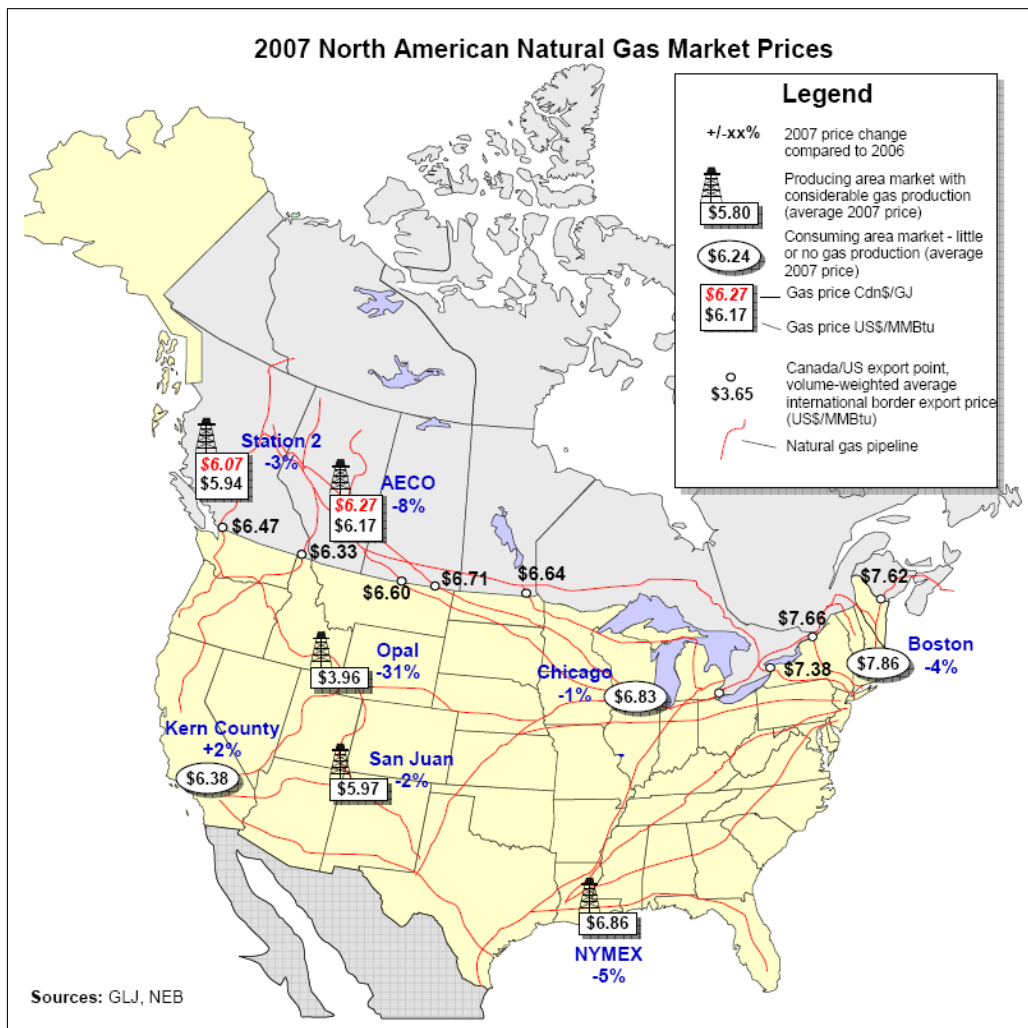 2007 North American Natural Gas Market Prices
Legend
+/-xx%
2007 price change
compared to 2006
$5.80
Producing area market with
considerable gas production
(average 2007 price)
$6.24
Consuming area market - little
or no gas production (average
2007 price)
$6.27
Gas price Cdn$/GJ
$6.17
Gas price US$/MMBtu
$3.65
Canada/US export point,
volume-weighted average
international border export price
(US$/MMBtu)
Natural gas pipeline
Station 2
-3%
$6.07
$5.94
AECO
-8%
$6.27
$6.17
$6.47
$6.33
$6.60
$6.71
$6.64
$7.62
$7.66
$7.38
Boston
-4%
$7.86
Opal
-31%
$3.96
Chicago
-1%
$6.83
Kern County
+2%
$6.38
San Juan
-2%
$5.97
-
$6.86
NYMEX
-5%
Sources: GLJ, NEB